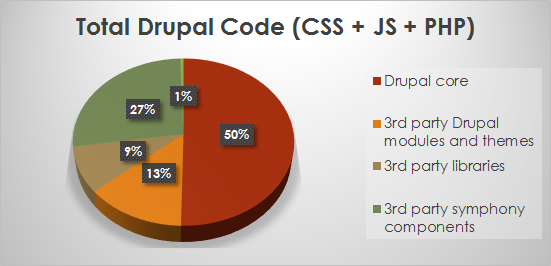 Total Drupal Code (CSS + JS + PHP)
1%
27%
50%
9%
13%
Drupal core
3rd party Drupal
modules and themes
3rd party libraries
3rd party symphony
components